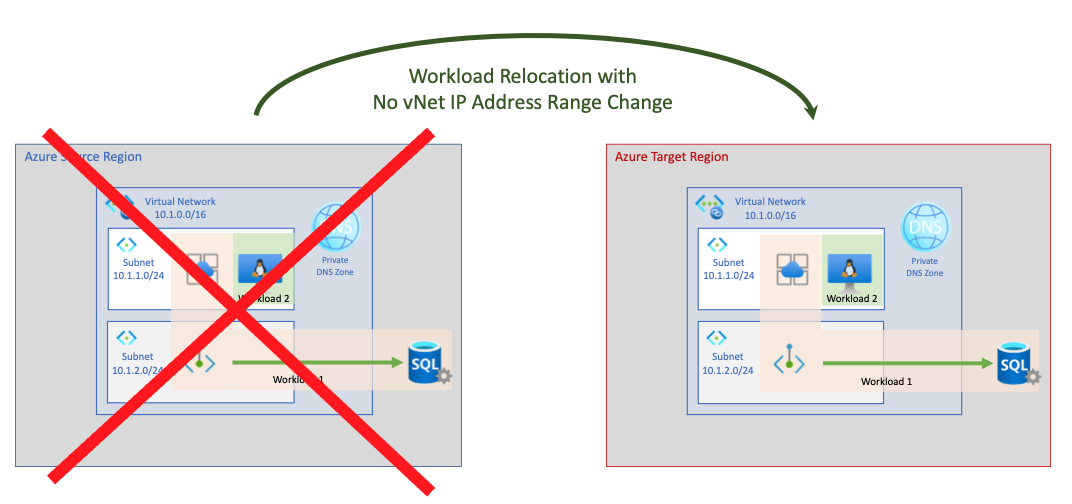 Workload Relocation with
No vNet IP Address Range Change
Azure Source Region
Virtual Network
10.1.0.0/16
DNS
Private
DNS Zone
Subnet
10.1.1.0/24
Workload 2
Subnet
10.1.2.0/24
SQL
Workload 1
Azure Target Region
Virtual Network
10.1.0.0/16
DNS
Private
DNS Zone
Subnet
10.1.1.0/24
Workload 2
Subnet
10.1.2.0/24
SQL
Workload 1